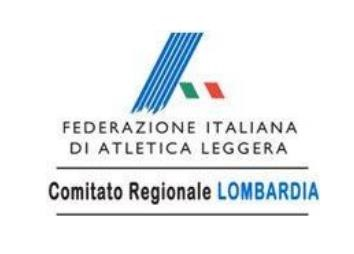 FEDERAZIONE ITALIANA
DI ATLETICA LEGGERA
Comitato Regionale LOMBARDIA